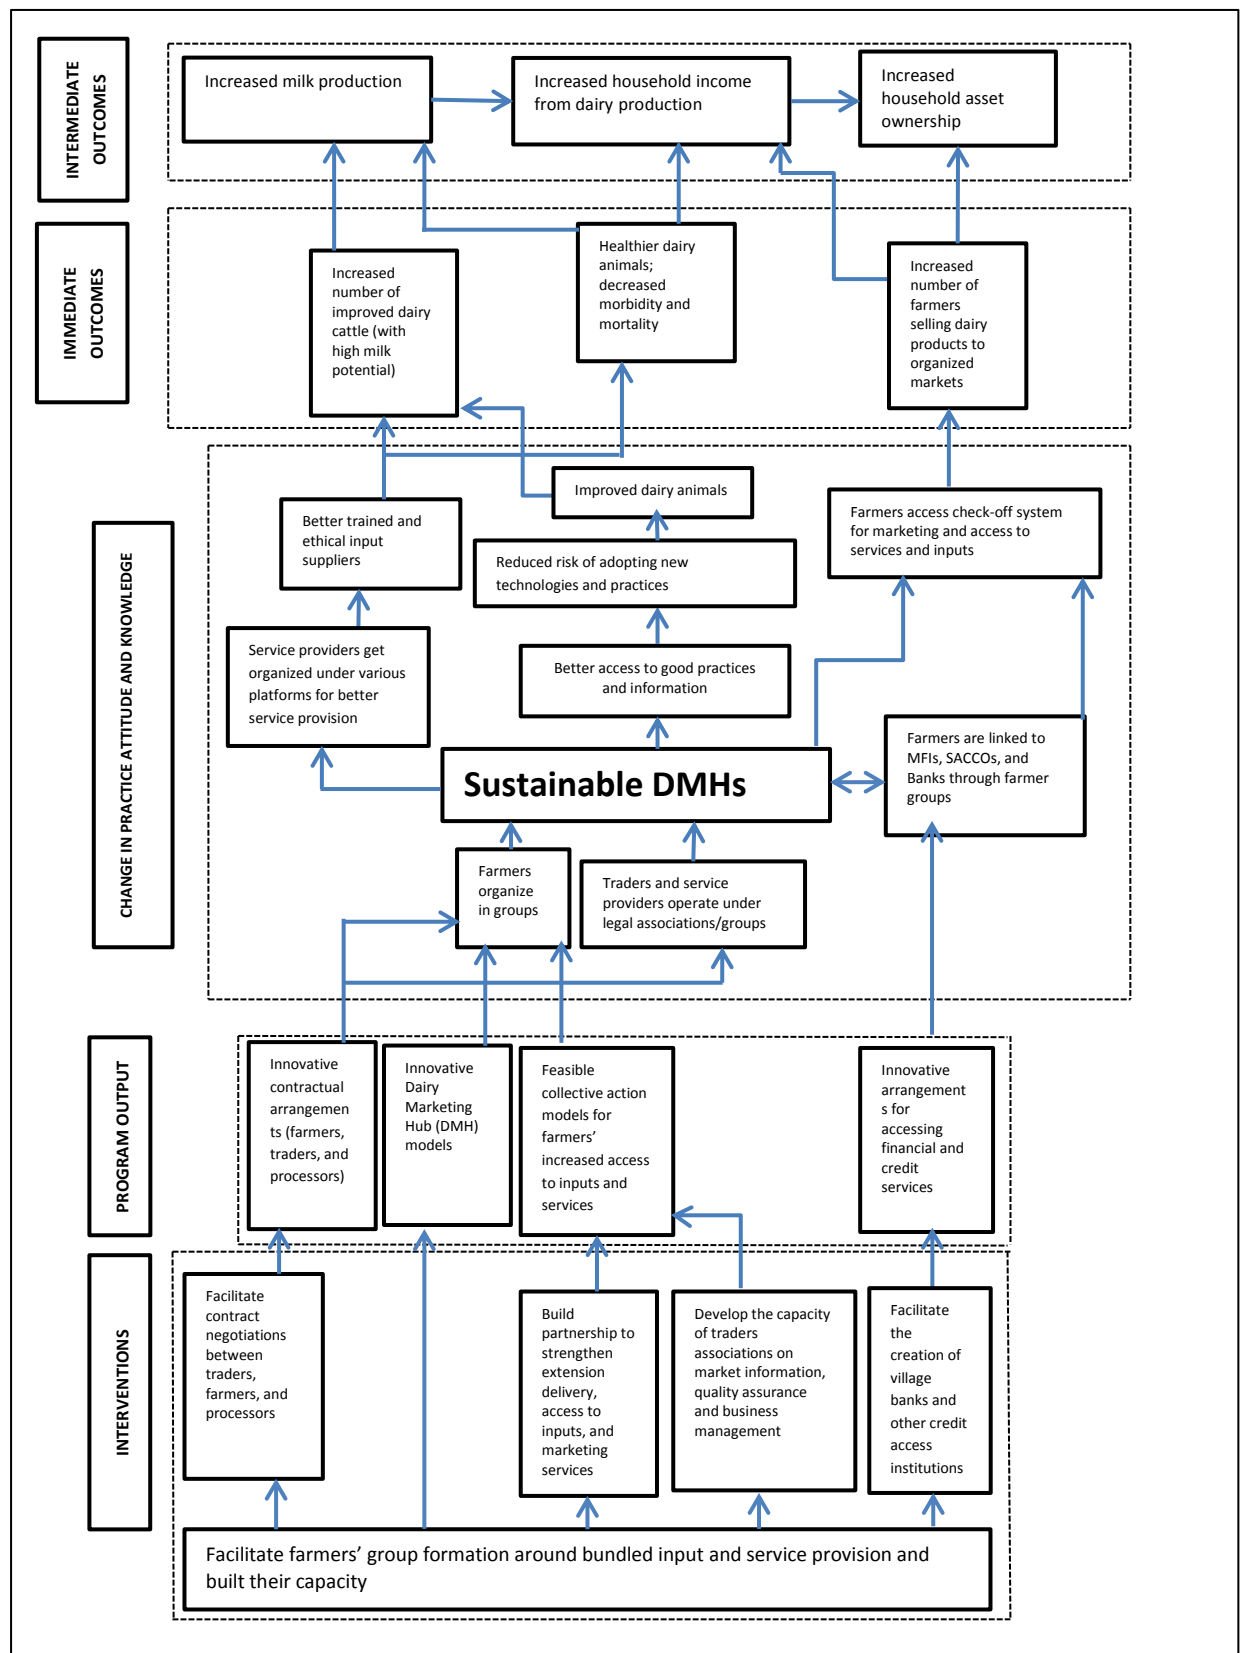 INTERMEDIATE
OUTCOMES
Increased milk production
Increased household income
from dairy production
Increased
household asset
ownership
IMMEDIATE
OUTCOMES
Increased
number of
improved dairy
cattle (with
high milk
potential)
Healthier dairy
animals;
decreased
morbidity and
mortality
Increased
number of
farmers
selling dairy
products to
organized
markets
CHANGE IN PRACTICE ATTITUDE AND KNOWLEDGE
Improved dairy animals
Better trained and
ethical input
suppliers
Farmers access check-off system
for marketing and access to
services and inputs
Reduced risk of adopting new
technologies and practices
Service providers get
organized under various
platforms for better
service provision
Better access to good practices
and information
Sustainable DMHs
Farmers are linked to
MFIs, SACCOs, and
Banks through farmer
groups
Farmers
organize
in groups
Traders and service
providers operate under
legal associations/groups
PROGRAM OUTPUT
Innovative
contractual
arrangemen
ts (farmers,
traders, and
processors)
Innovative
Dairy
Marketing
Hub (DMH)
models
Feasible
collective action
models for
farmers’
increased access
to inputs and
services
Innovative
arrangement
s for
accessing
financial and
credit
services
INTERVENTIONS
Facilitate
contract
negotiations
between
traders,
farmers, and
processors
Build
partnership to
strengthen
extension
delivery,
access to
inputs, and
marketing
services
Develop the capacity
of traders
associations on
market information,
quality assurance
and business
management
Facilitate
the
creation of
village
banks and
other credit
access
institutions
Facilitate farmers’ group formation around bundled input and service provision and
built their capacity